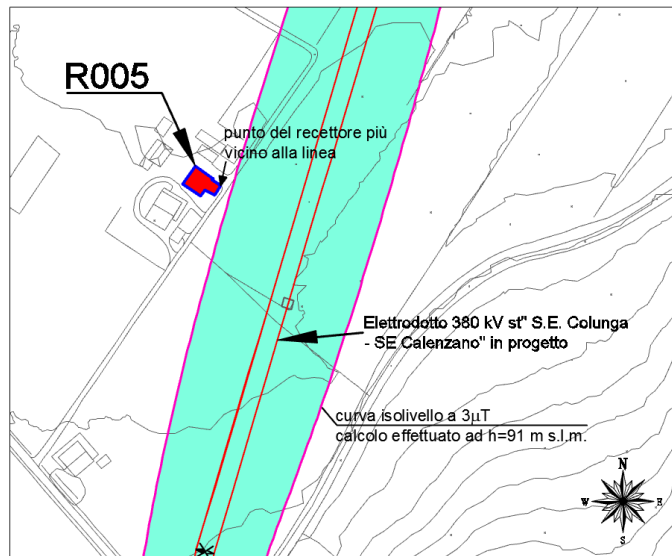 R005
punto del recettore più
vicino alla linea
Elettrodotto 380 kV st" S.E. Colunga
- SE Calenzano" in progetto
curva isolivello a 3µT
calcolo effettuato ad h=91 m s.l.m.
N
W E
S